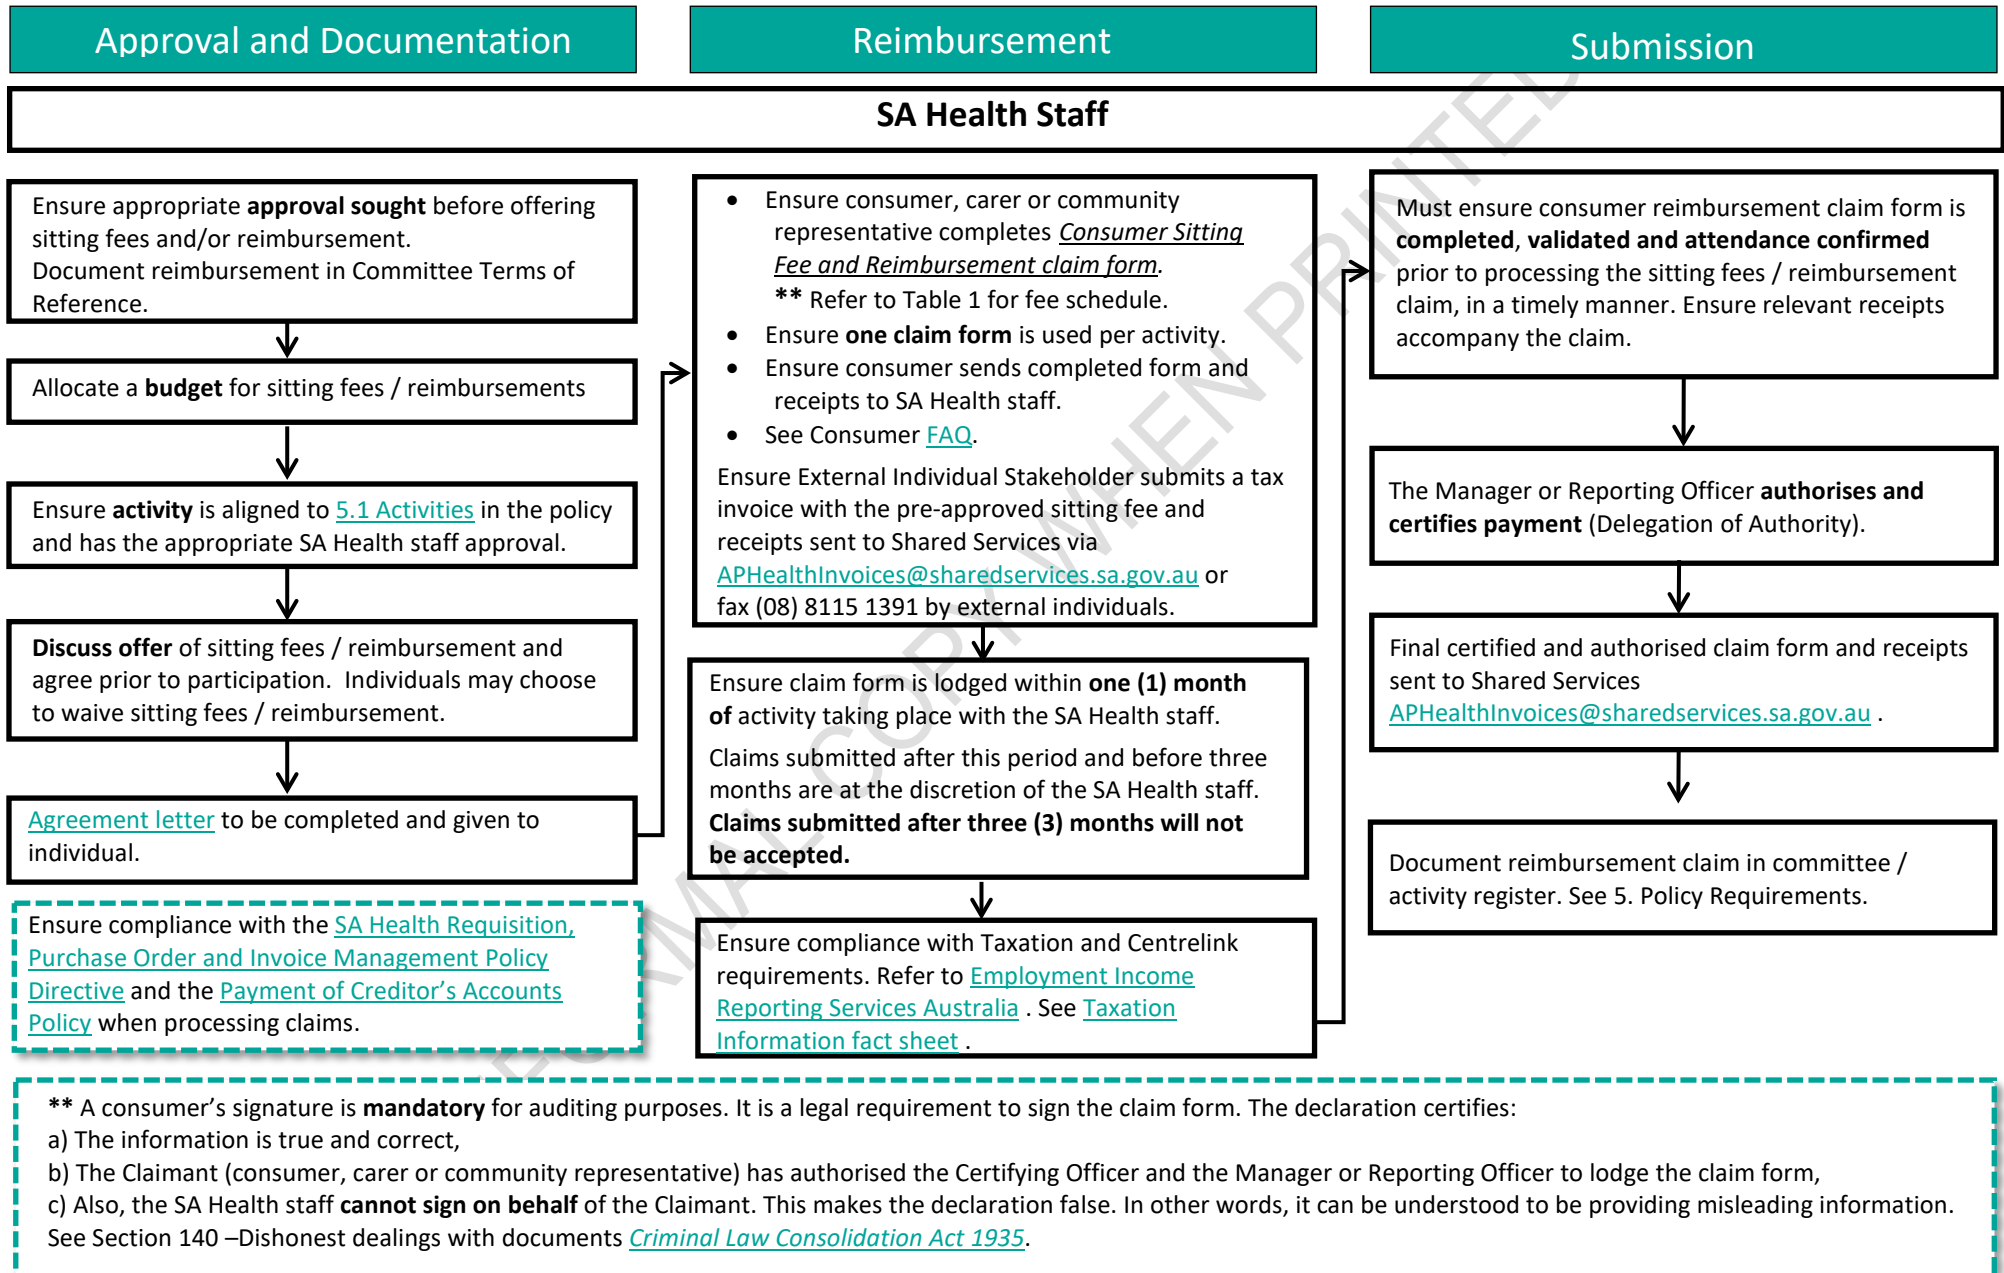 Approval and Documentation
Reimbursement
Submission
SA Health Staff
Ensure appropriate approval sought before offering
sitting fees and/or reimbursement.
Document reimbursement in Committee Terms of
Reference.
Allocate a budget for sitting fees / reimbursements
Ensure activity is aligned to 5.1 Activities in the policy
and has the appropriate SA Health staff approval.
Discuss offer of sitting fees / reimbursement and
agree prior to participation. Individuals may choose
to waive sitting fees / reimbursement.
Agreement letter to be completed and given to
individual.
Ensure compliance with the SA Health Requisition,
Purchase Order and Invoice Management Policy
Directive and the Payment of Creditor’s Accounts
Policy when processing claims.
• Ensure consumer, carer or community
representative completes Consumer Sitting
Fee and Reimbursement claim form.
** Refer to Table 1 for fee schedule.
• Ensure one claim form is used per activity.
• Ensure consumer sends completed form and
receipts to SA Health staff.
• See Consumer FAQ.
Ensure External Individual Stakeholder submits a tax
invoice with the pre-approved sitting fee and
receipts sent to Shared Services via
APHealthInvoices@sharedservices.sa.gov.au or
fax (08) 8115 1391 by external individuals.
Ensure claim form is lodged within one (1) month
of activity taking place with the SA Health staff.
Claims submitted after this period and before three
months are at the discretion of the SA Health staff.
Claims submitted after three (3) months will not
be accepted.
Ensure compliance with Taxation and Centrelink
requirements. Refer to Employment Income
Reporting Services Australia . See Taxation
Information fact sheet .
Must ensure consumer reimbursement claim form is
completed, validated and attendance confirmed
prior to processing the sitting fees / reimbursement
claim, in a timely manner. Ensure relevant receipts
accompany the claim.
The Manager or Reporting Officer authorises and
certifies payment (Delegation of Authority).
Final certified and authorised claim form and receipts
sent to Shared Services
APHealthInvoices@sharedservices.sa.gov.au .
Document reimbursement claim in committee /
activity register. See 5. Policy Requirements.
** A consumer’s signature is mandatory for auditing purposes. It is a legal requirement to sign the claim form. The declaration certifies:
a) The information is true and correct,
b) The Claimant (consumer, carer or community representative) has authorised the Certifying Officer and the Manager or Reporting Officer to lodge the claim form,
c) Also, the SA Health staff cannot sign on behalf of the Claimant. This makes the declaration false. In other words, it can be understood to be providing misleading information.
See Section 140 –Dishonest dealings with documents Criminal Law Consolidation Act 1935.
COPY WHEN PRINTED